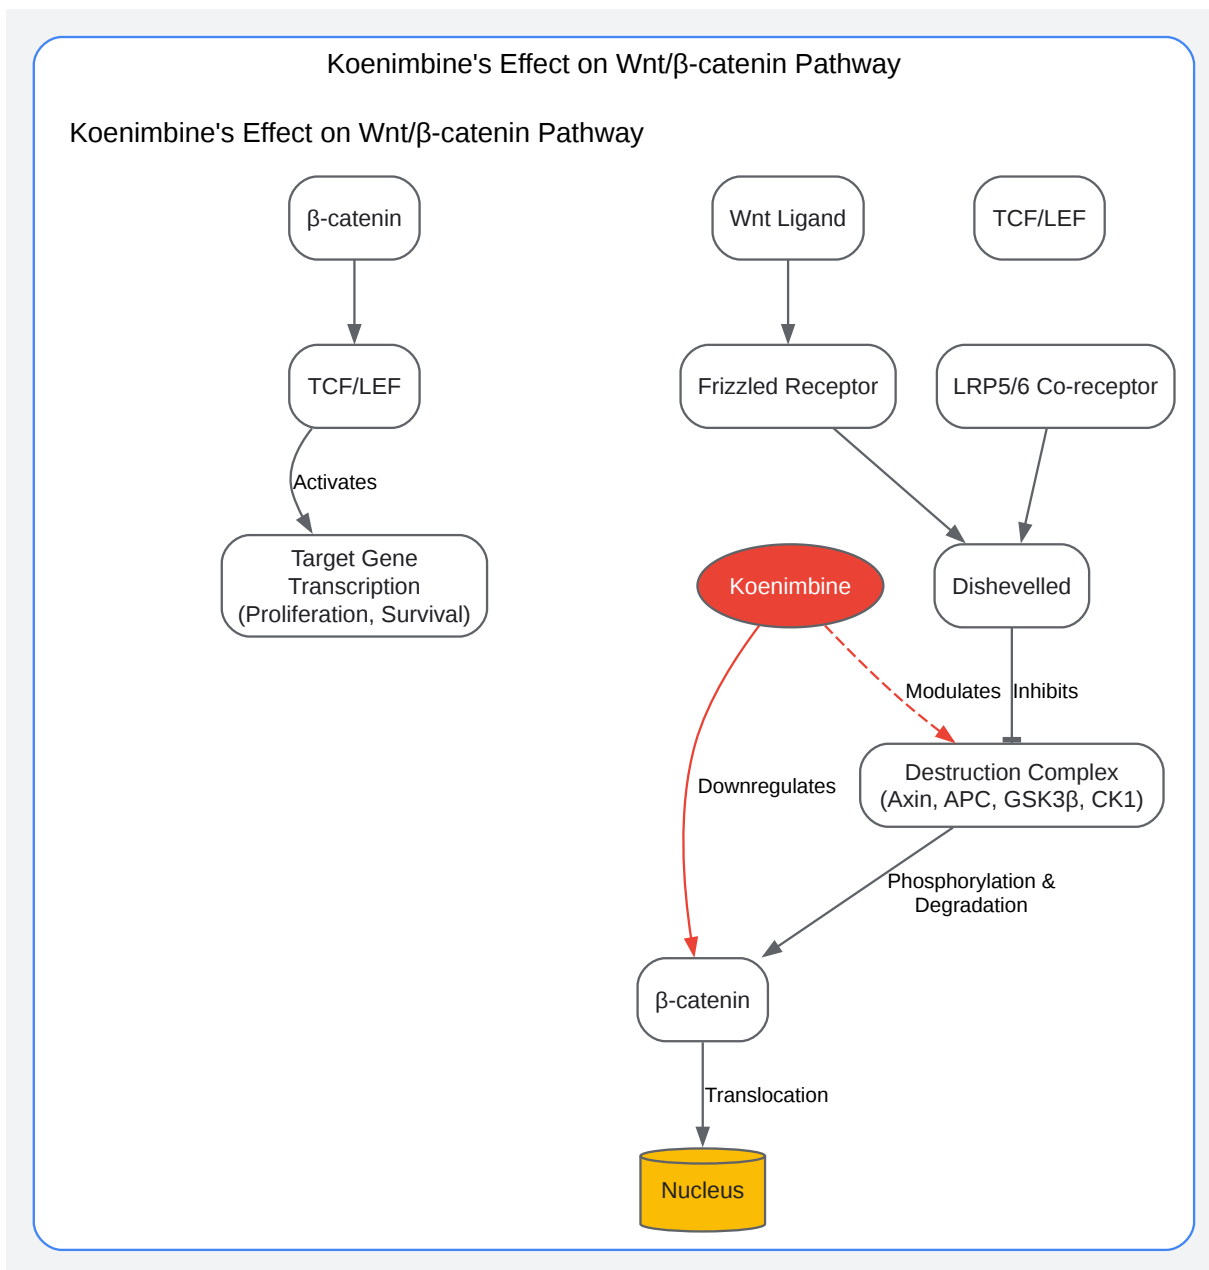 Koenimbine's Effect on Wnt/β-catenin Pathway
Koenimbine's Effect on Wnt/β-catenin Pathway
β-catenin
Wnt Ligand
TCF/LEF
TCF/LEF
Frizzled Receptor
LRP5/6 Co-receptor
Activates
Target Gene
Transcription
(Proliferation, Survival)
Koenimbine
Dishevelled
Modulates
Inhibits
Downregulates
Destruction Complex
(Axin, APC, GSK3β, CK1)
Phosphorylation &
Degradation
β-catenin
Translocation
Nucleus